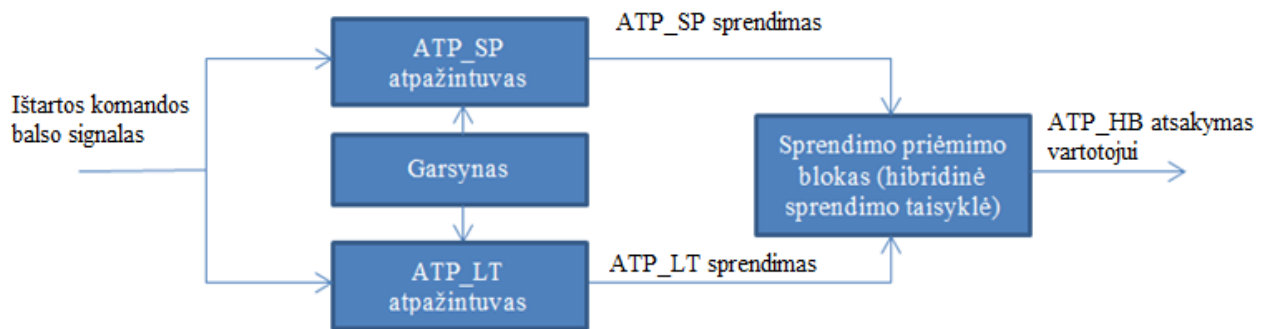 Ištartos komandos
balso signalas
ATP_SP
atpažintuvas
Garsynas
ATP_LT
atpažintuvas
ATP_SP sprendimas
ATP_LT sprendimas
Sprendimo priėmimo
blokas (hibridinė
sprendimo taisyklė)
ATP_HB atsakymas
vartotojui